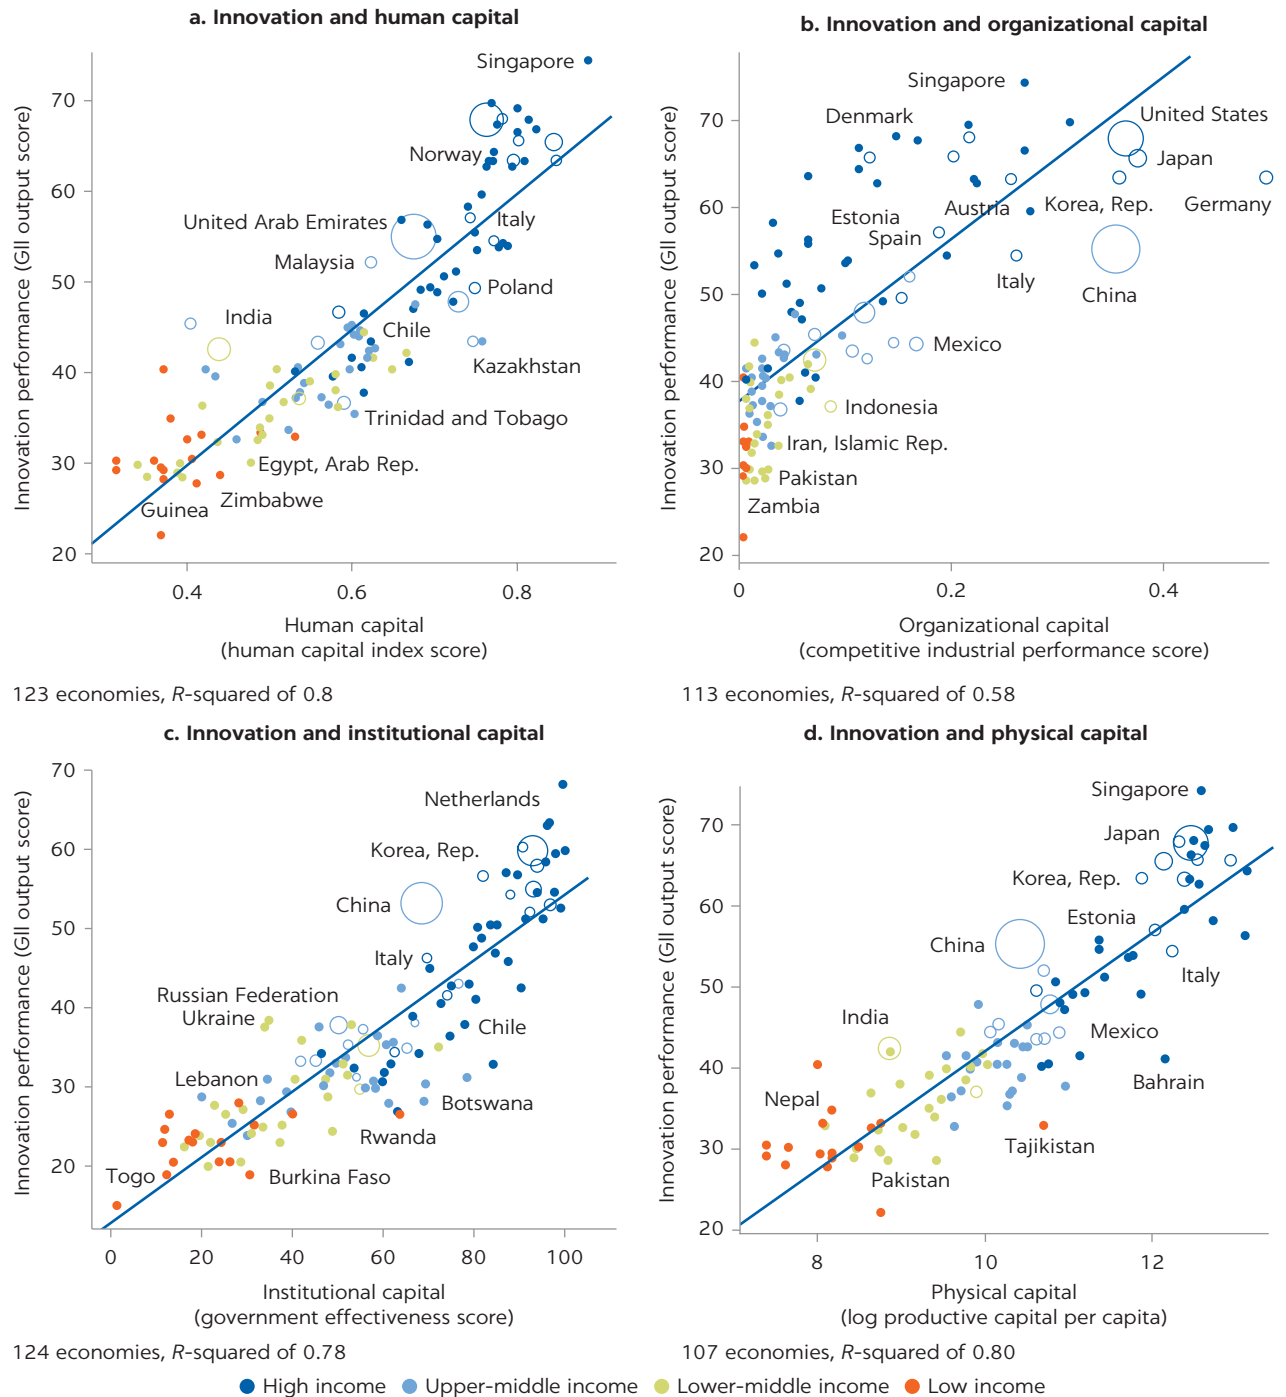 a. Innovation and human capital
Innovation performance (GII output score)
70
60
50
40
30
20
Singapore
Norway
United Arab Emirates
Italy
Malaysia
Poland
India
Chile
Kazakhstan
Trinidad and Tobago
Egypt, Arab Rep.
Zimbabwe
Guinea
0.4
0.6
0.8
Human capital
(human capital index score)
123 economies, R-squared of 0.8
b. Innovation and organizational capital
Innovation performance (GII output score)
70
60
50
40
30
20
Singapore
Denmark
United States
Japan
Estonia
Austria
Korea, Rep.
Germany
Spain
Italy
China
Mexico
Indonesia
Iran, Islamic Rep.
Pakistan
Zambia
0
0.2
0.4
Organizational capital
(competitive industrial performance score)
113 economies, R-squared of 0.58
c. Innovation and institutional capital
Innovation performance (GII output score)
70
60
50
40
30
20
Netherlands
Korea, Rep.
China
Italy
Russian Federation
Ukraine
Chile
Lebanon
Botswana
Rwanda
Togo
Burkina Faso
0
20
40
60
80
100
Institutional capital
(government effectiveness score)
124 economies, R-squared of 0.78
d. Innovation and physical capital
Innovation performance (GII output score)
70
60
50
40
30
20
Singapore
Japan
Korea, Rep.
Estonia
China
Italy
India
Mexico
Bahrain
Nepal
Tajikistan
Pakistan
8
10
12
Physical capital
(log productive capital per capita)
107 economies, R-squared of 0.80
High income
Upper-middle income
Lower-middle income
Low income